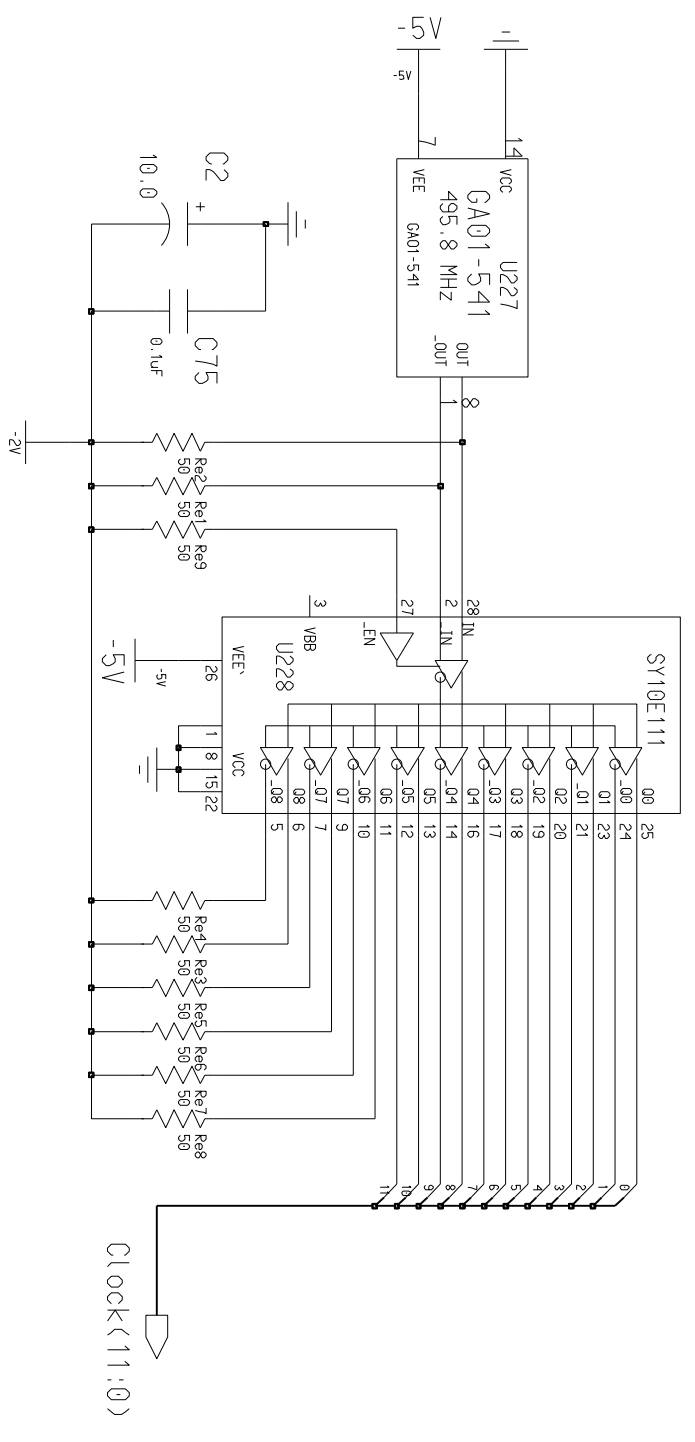 -5V
-5V
7
14
VEE
VCC
GA01-541
495.8 MHz
U227
GA01-541
_OUT
OUT
1
8
C2
+
10.0
C75
0.1uF
-2V
Re2
50
Re1
50
Re9
50
3
27
2
28
VBB
_EN
_IN
IN
SY10E111
U228
VEE`
26
-5V
-5V
1
8
15
22
VCC
_Q8
Q8
_Q7
Q7
_Q6
Q6
_Q5
Q5
_Q4
Q4
_Q3
Q3
_Q2
Q2
_Q1
Q1
_Q0
Q0
5
6
7
9
10
11
12
13
14
16
17
18
19
20
21
23
24
25
Re4
50
Re3
50
Re5
50
Re6
50
Re7
50
Re8
50
11
10
9
8
7
6
5
4
3
2
1
0
Clock(11:0)